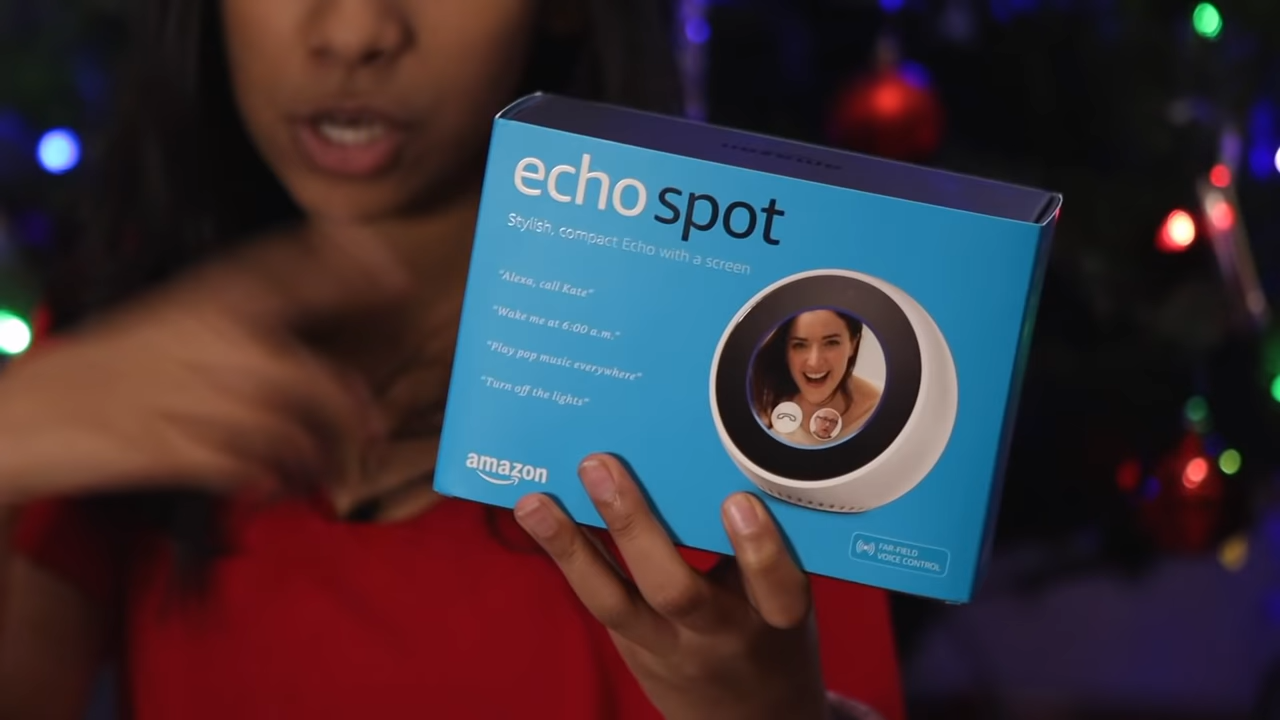 echo spot
Stylish, compact Echo with a screen
"Alexa, call Kate"
"Wake me at 6:00 a.m."
"Play pop music everywhere"
"Turn off the lights"
amazon
FAR-FIELD
VOICE CONTROL